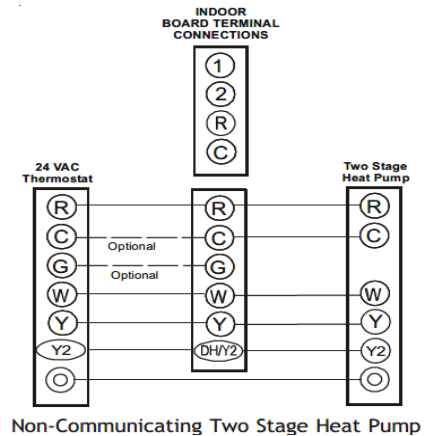 INDOOR
BOARD TERMINAL
CONNECTIONS
1
2
R
C
24 VAC
Thermostat
Two Stage
Heat Pump
R R R
C Optional C C
G Optional G
W W W
Y Y Y
Y2 DH/Y2 Y2
O O
Non-Communicating Two Stage Heat Pump